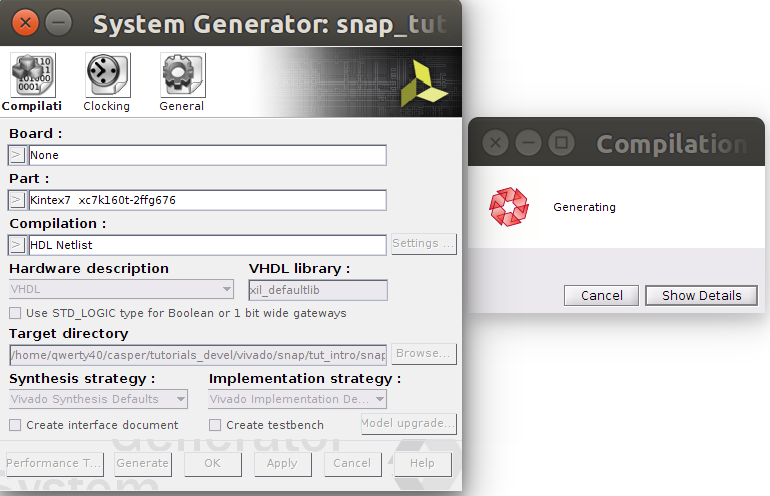 System Generator: snap_tut
Compilati
Clocking
General
Board :
> None
Part :
> Kintex7 xc7k160t-2ffg676
Compilation :
> HDL Netlist
Settings ...
Hardware description
VHDL library :
VHDL
xil_defaultlib
Use STD_LOGIC type for Boolean or 1 bit wide gateways
Target directory
/home/qwerty40/casper/tutorials_devel/vivado/snap/tut_intro/snap
Browse...
Synthesis strategy :
Implementation strategy :
Vivado Synthesis Defaults
Vivado Implementation De...
Create interface document
Create testbench
Model upgrade...
Performance T...
Generate
OK
Apply
Cancel
Help
Generator
System
Compilation
Generating
Cancel
Show Details